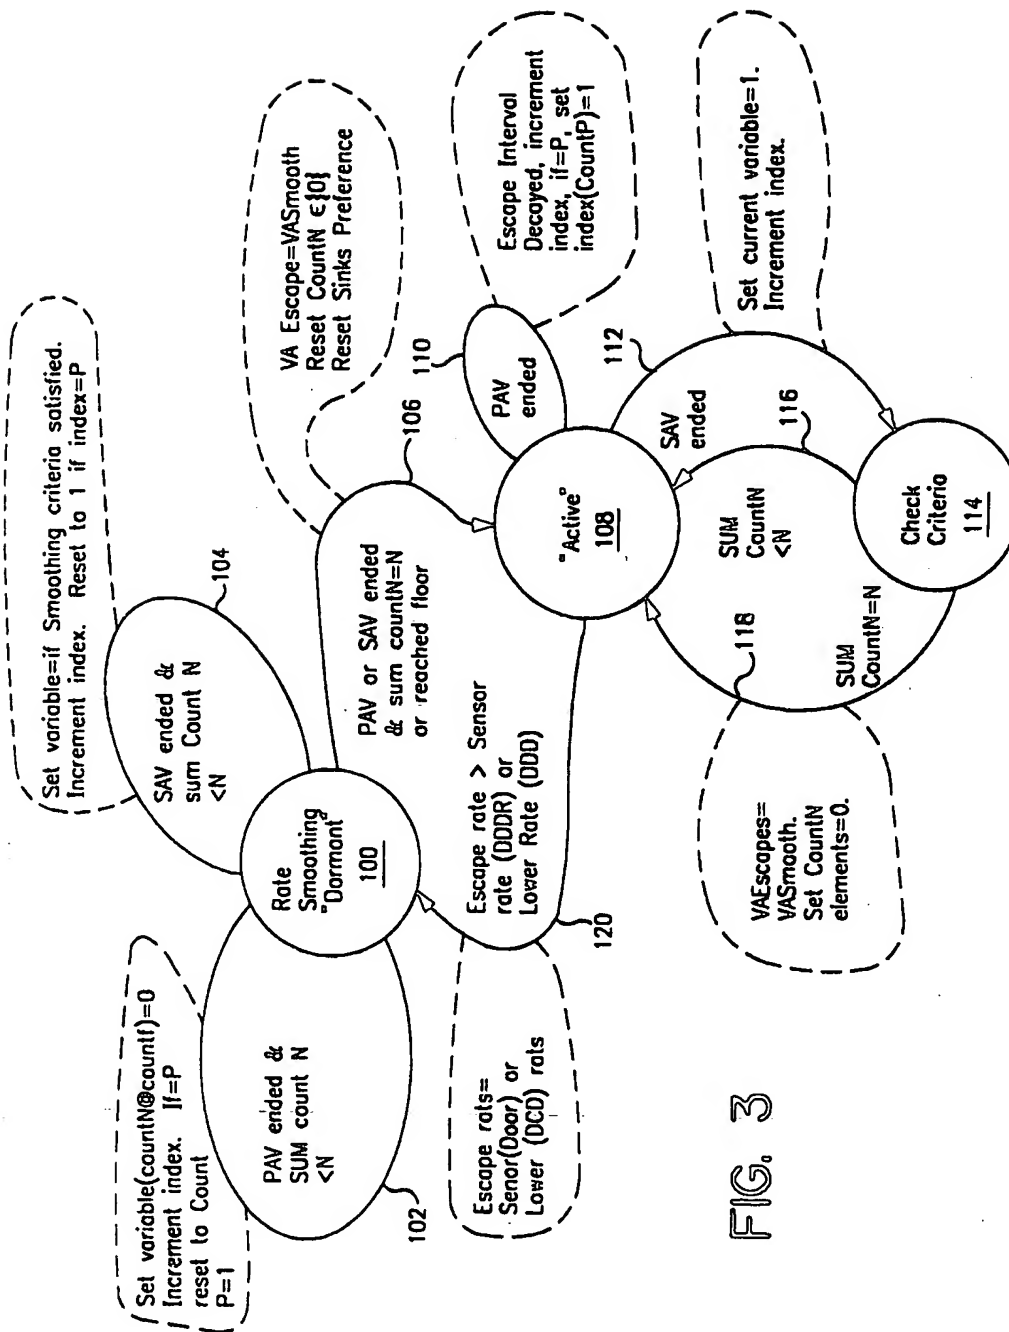 Set variable=if Smoothing criteria satisfied.
Increment index. Reset to 1 if index=P
104
SAV ended &
sum Count N
<N
Set variable(countN@countf)=0
Increment index. If=P
reset to Count
P=1
PAV ended &
SUM count N
<N
102
Rate
Smoothing
"Dormant"
100
VA Escape=VASmooth
Reset CountN ϵ{0}
Reset Sinks Preference
106
PAV or SAV ended
& sum countN=N
or reached floor
Escape rate > Sensor
rate (DDDR) or
Lower Rate (DDD)
120
Escape rats=
Senor(Door) or
Lower (DCD) rats
"Active"
108
110
PAV
ended
Escape Interval
Decayed, increment
index, if=P, set
index(CountP)=1
112
SAV
ended
Set current variable=1.
Increment index.
116
SUM
CountN
<N
Check
Criteria
114
118
SUM
CountN=N
VAEscapes=
VASmooth.
Set CountN
elements=0.
FIG. 3